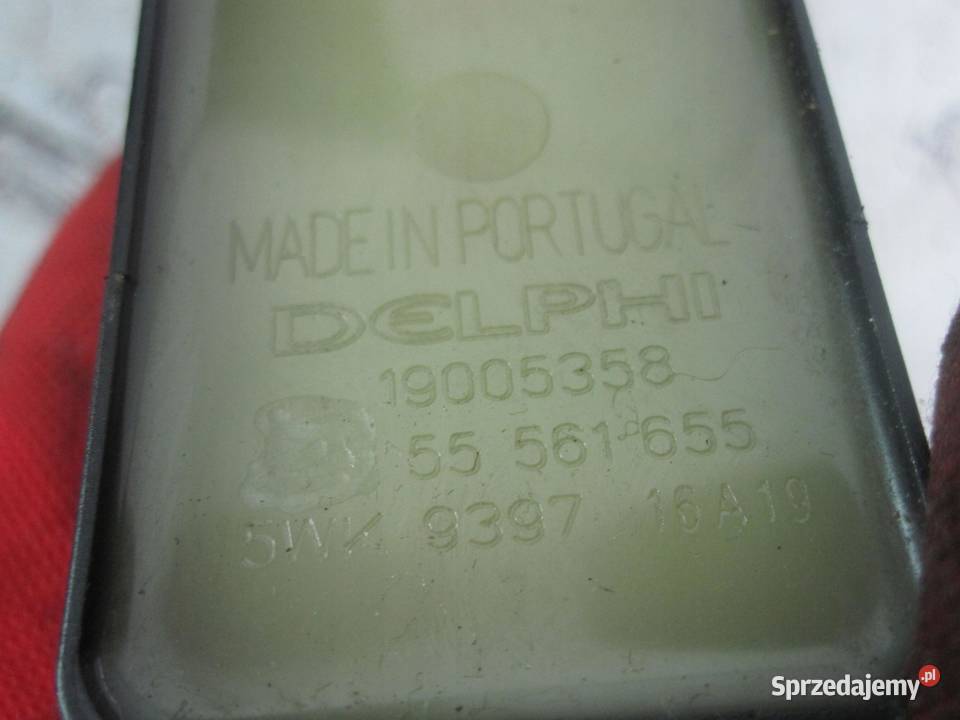 MADE IN PORTUGAL
DELPHI
19005358
55 561 655
5WK 9397 16A19
Sprzedajemy.pl